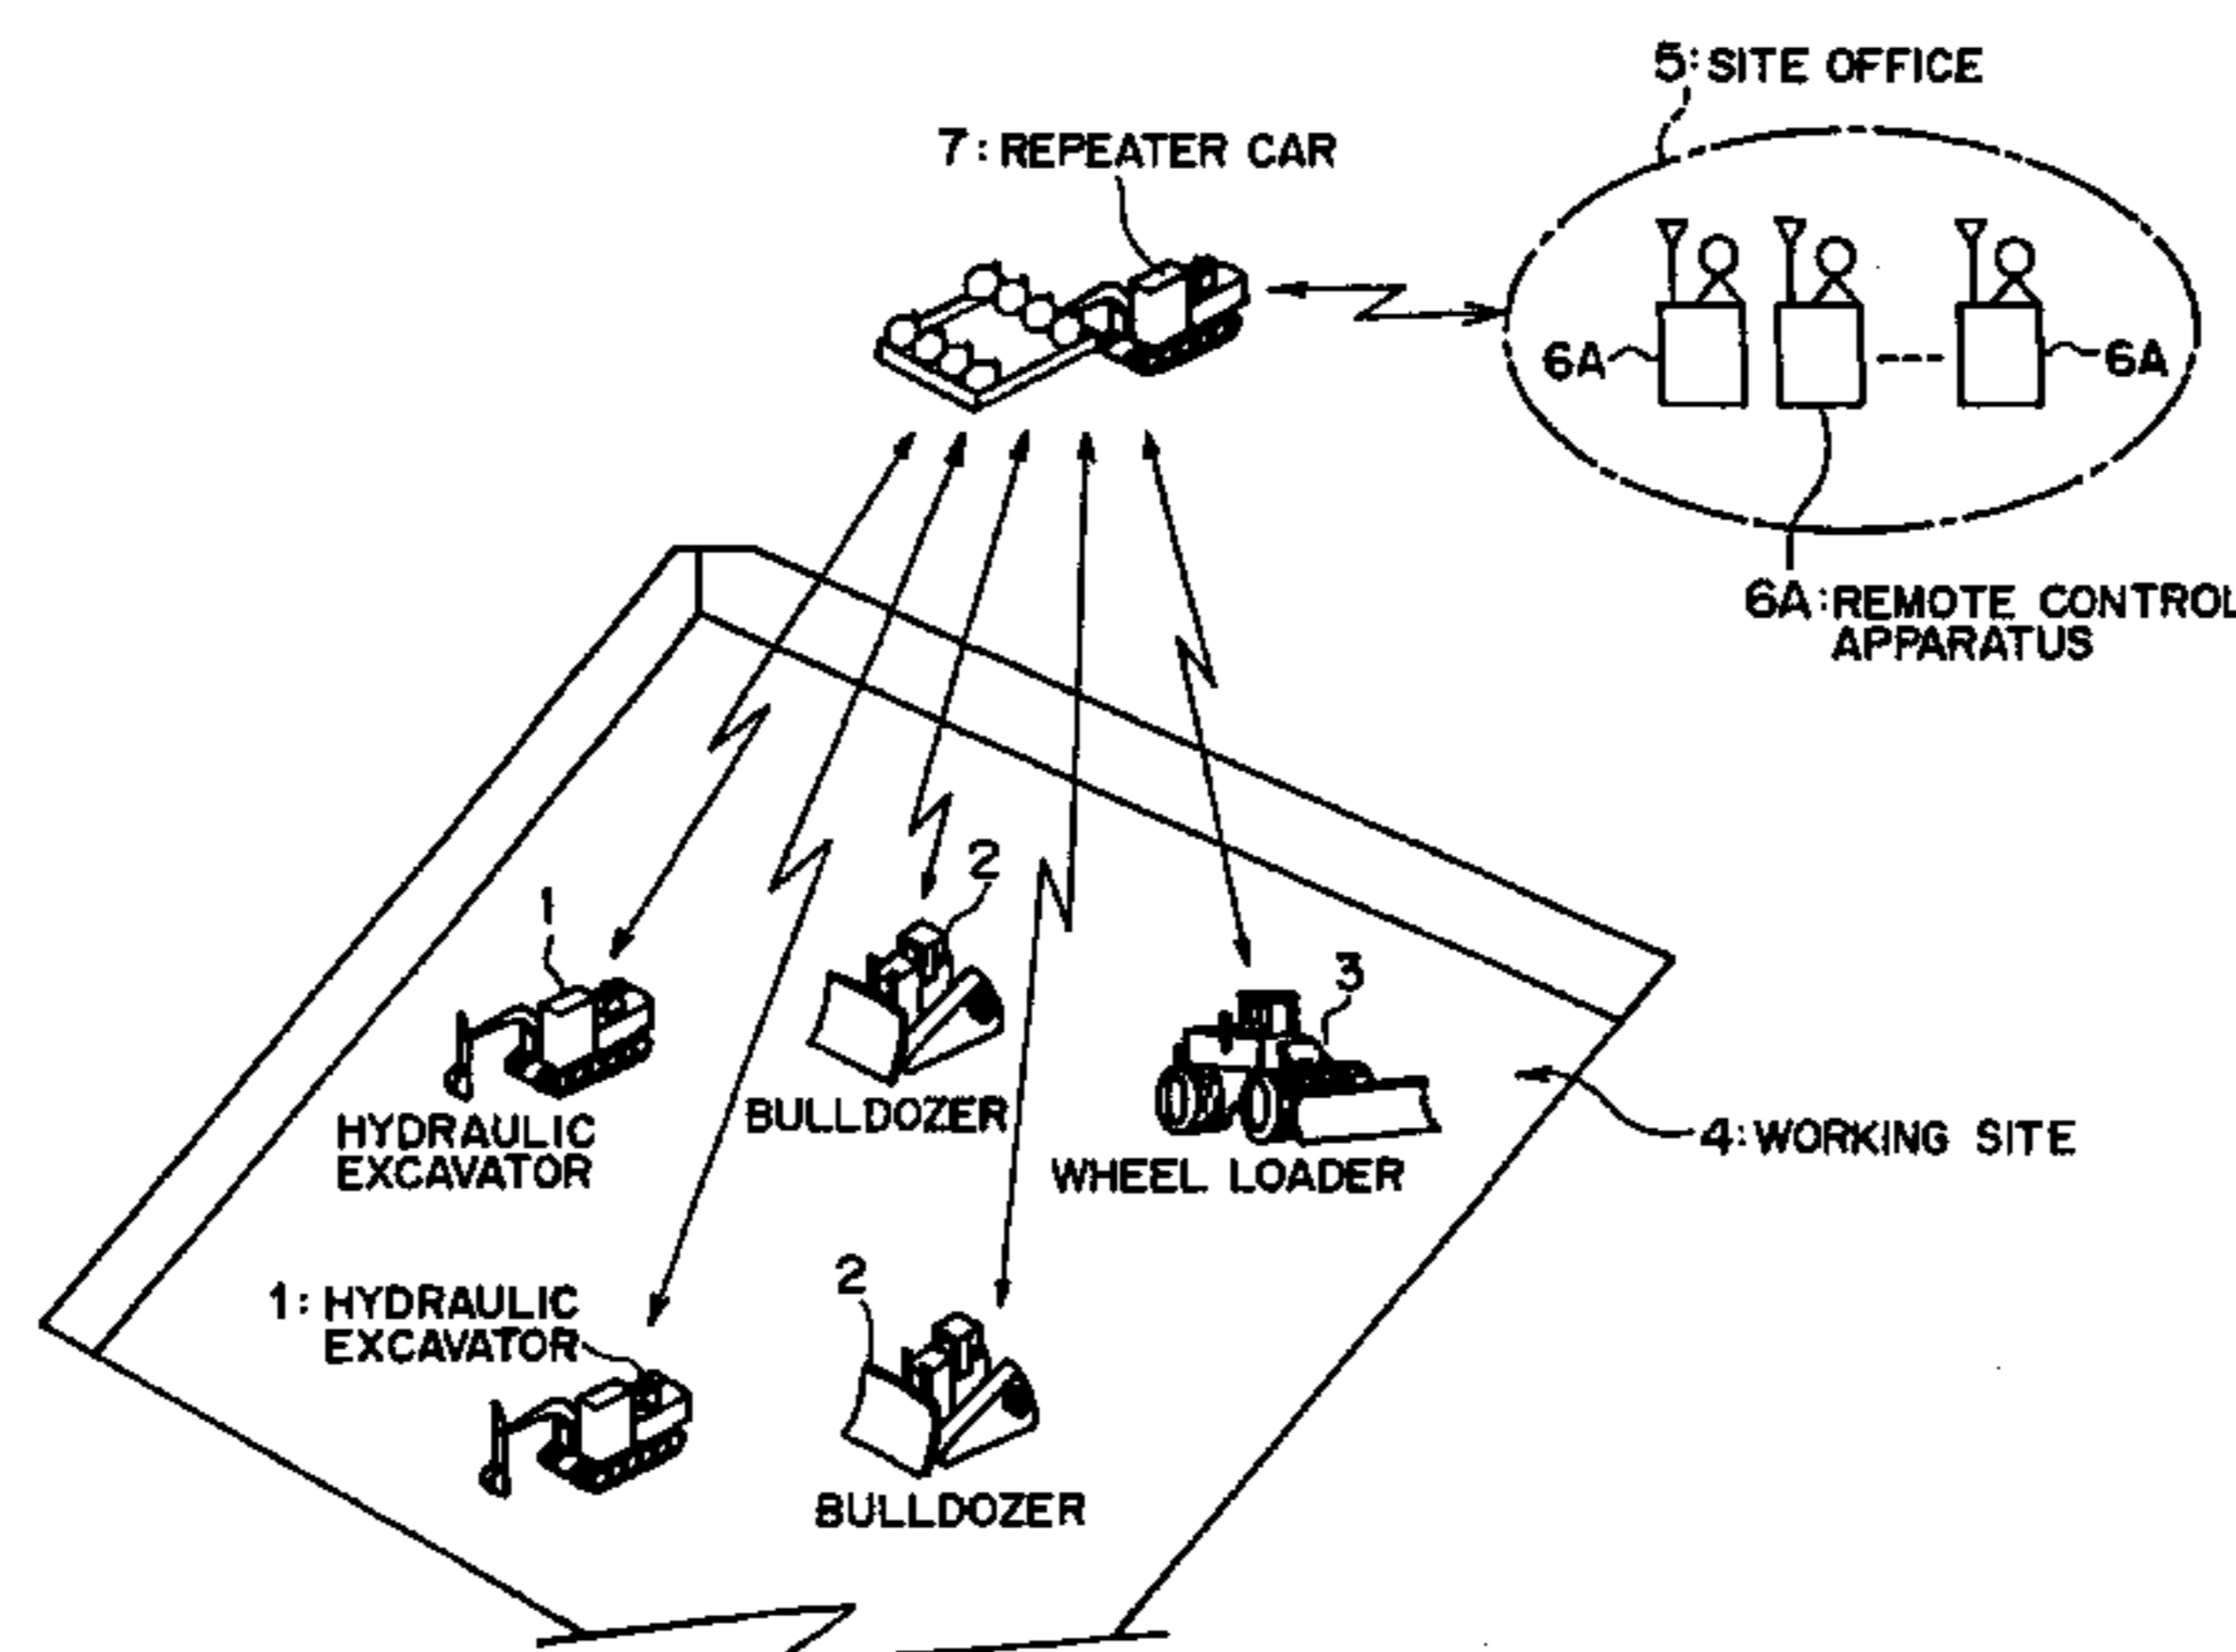 5: SITE OFFICE
7: REPEATER CAR
6A
6A
6A: REMOTE CONTROL
APPARATUS
2
1
3
BULLDOZER
HYDRAULIC
EXCAVATOR
WHEEL LOADER
4: WORKING SITE
2
1: HYDRAULIC
EXCAVATOR
BULLDOZER